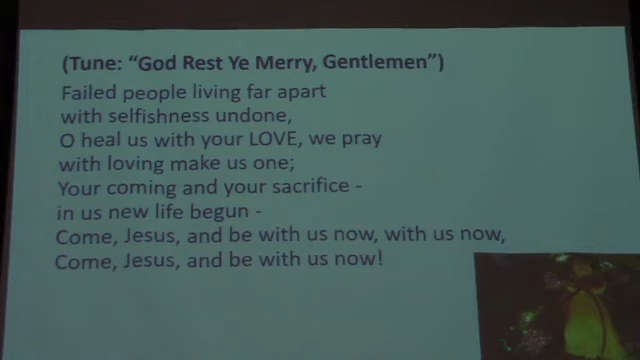 (Tune: “God Rest Ye Merry, Gentlemen”)
Failed people living far apart
with selfishness undone,
O heal us with your LOVE, we pray
with loving make us one;
Your coming and your sacrifice -
in us new life begun -
Come, Jesus, and be with us now, with us now,
Come, Jesus, and be with us now!